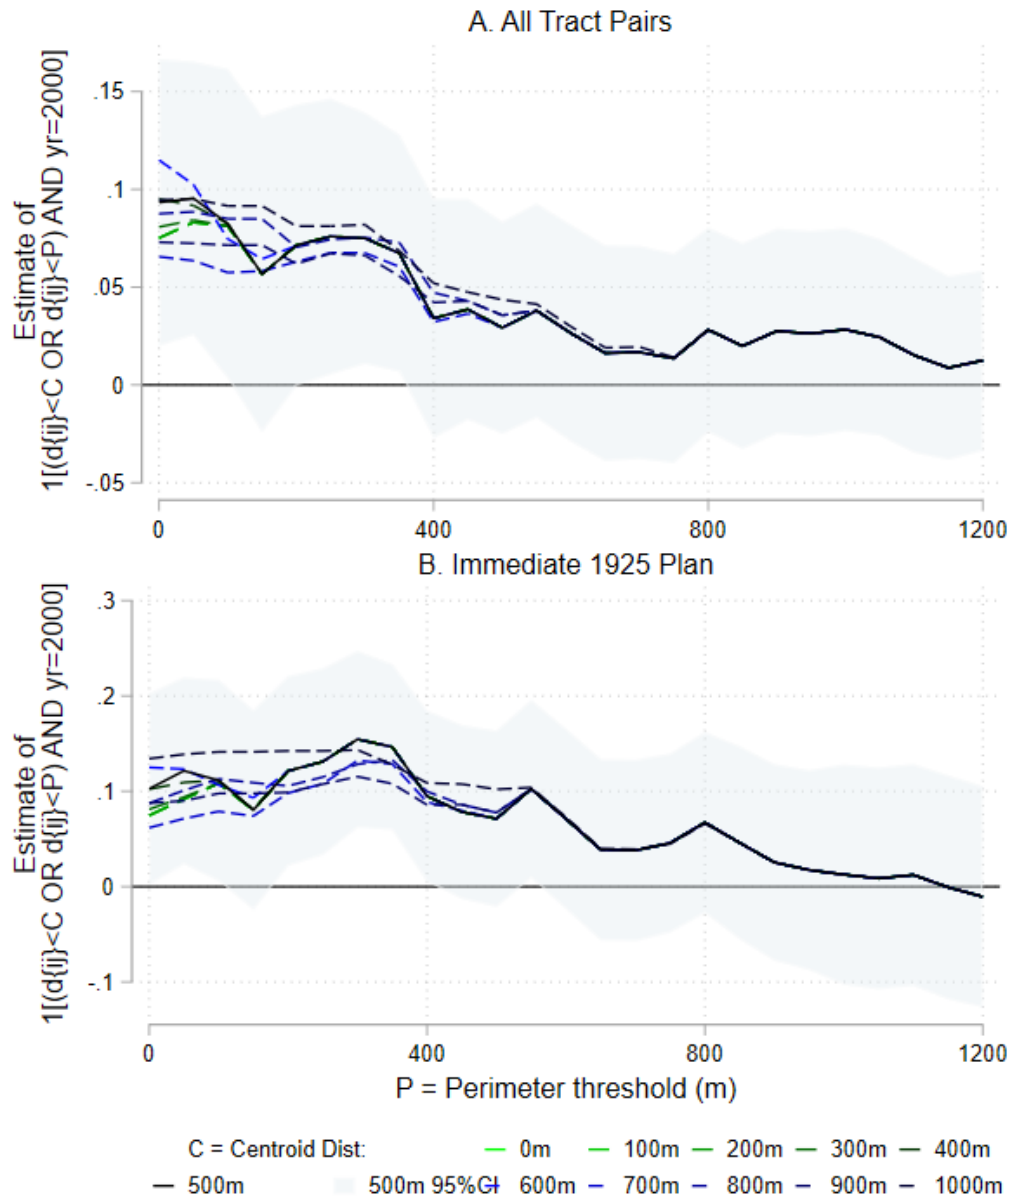 A. All Tract Pairs
Estimate of
1[(d{ij}<C OR d{ij}<P) AND yr=2000]
.15
.1
.05
0
-.05
0 400 800 1200
B. Immediate 1925 Plan
Estimate of
1[(d{ij}<C OR d{ij}<P) AND yr=2000]
.3
.2
.1
0
-.1
0 400 800 1200
P = Perimeter threshold (m)
C = Centroid Dist: 0m 100m 200m 300m 400m
500m 500m 95%CI 600m 700m 800m 900m 1000m